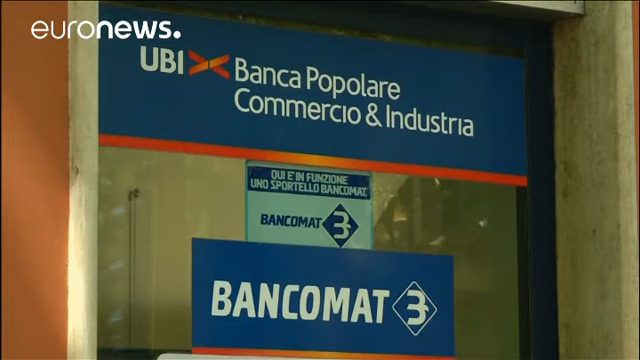 euronews.
UBI Banca Popolare
Commercio & Industria
QUI E' IN FUNZIONE
UNO SPORTELLO BANCOMAT.
BANCOMAT 3
BANCOMAT 3